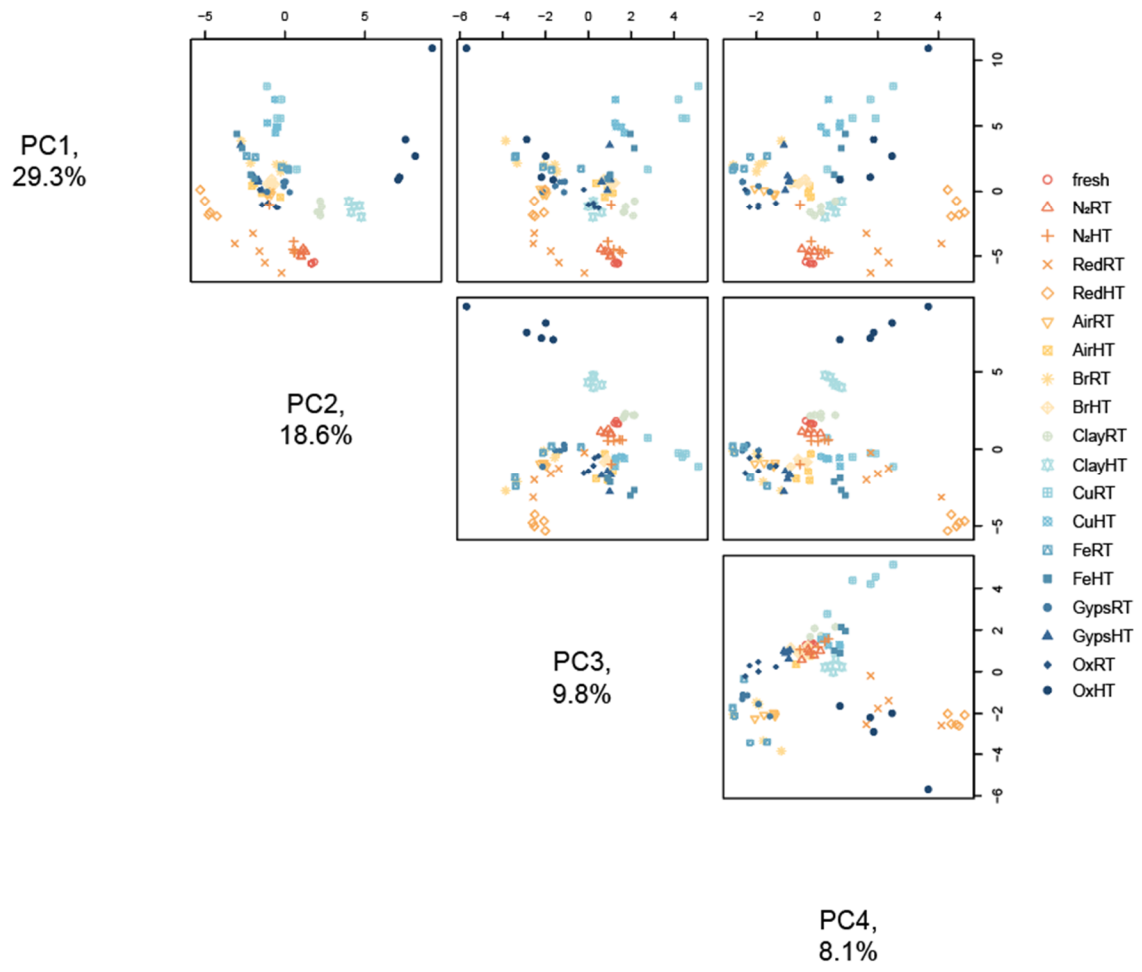 −5 0 5
−6 −4 −2 0 2 4
−2 0 2 4
PC1,
29.3%
10
5
0
−5
PC2,
18.6%
5
0
−5
PC3,
9.8%
4
2
0
−2
−4
−6
PC4,
8.1%
fresh
N₂RT
N₂HT
RedRT
RedHT
AirRT
AirHT
BrRT
BrHT
ClayRT
ClayHT
CuRT
CuHT
FeRT
FeHT
GypsRT
GypsHT
OxRT
OxHT